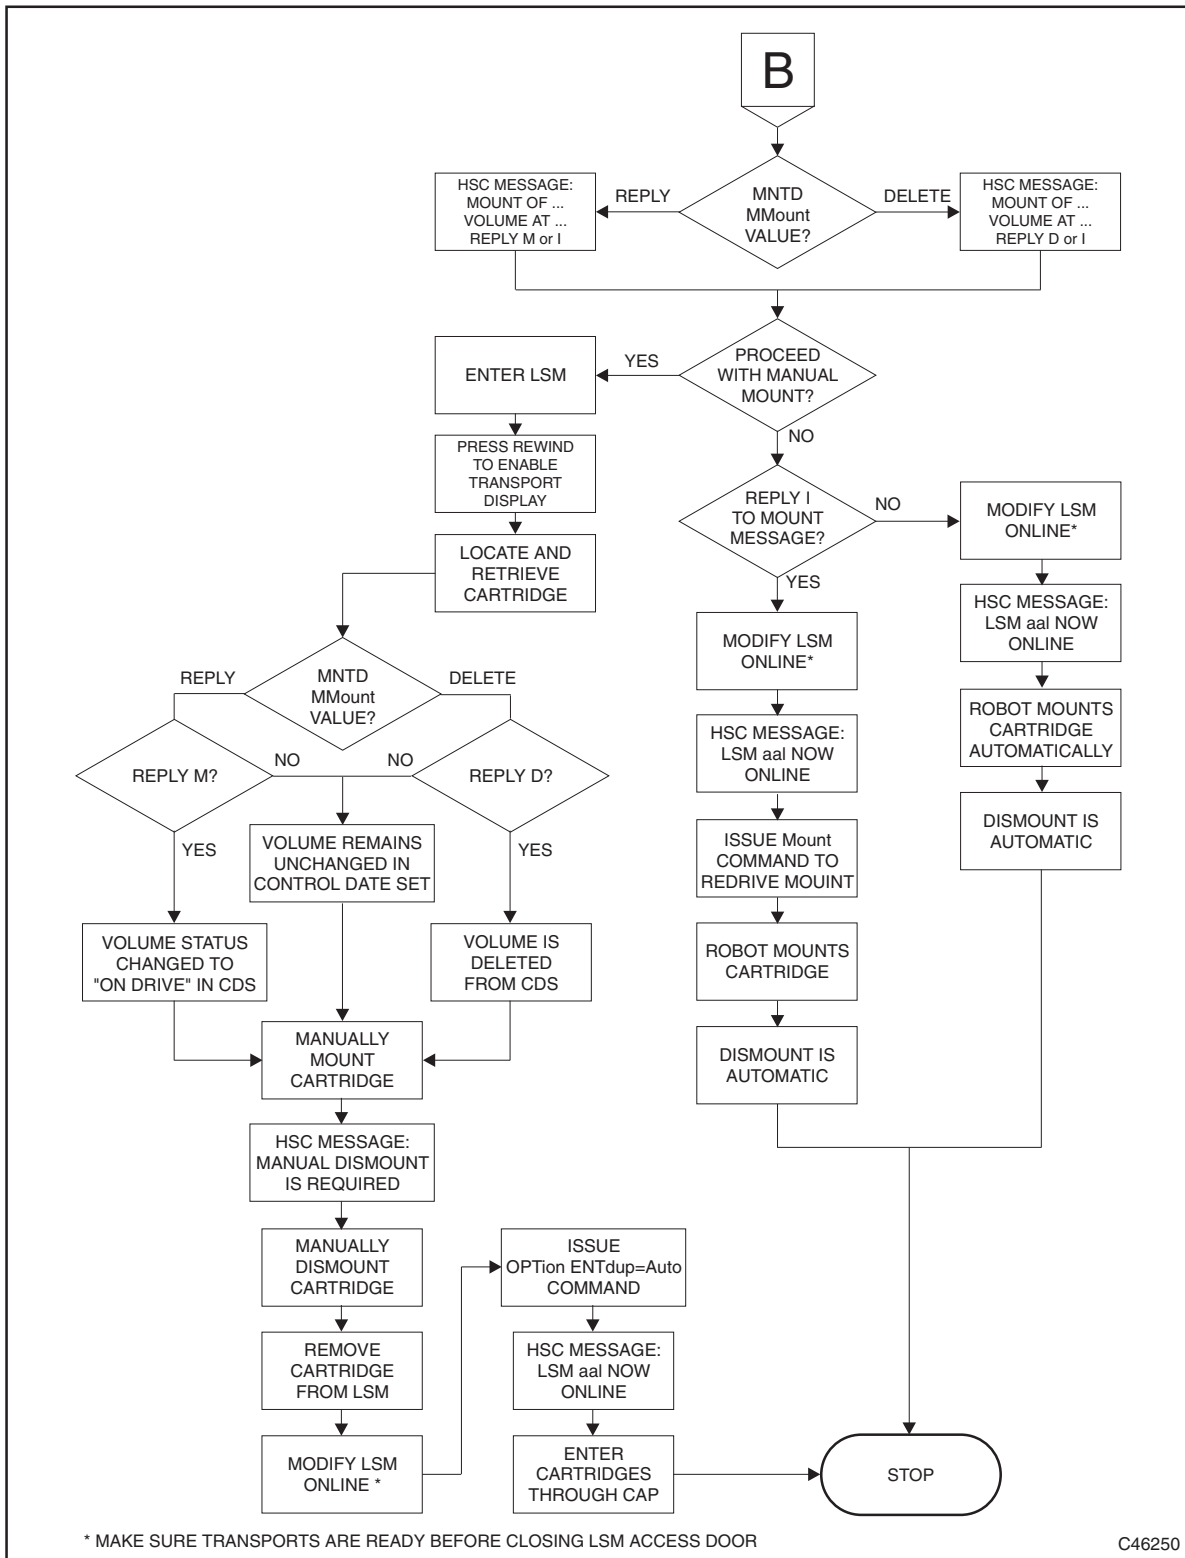 B
MNTD
MMount
VALUE?
REPLY
DELETE
HSC MESSAGE:
MOUNT OF ...
VOLUME AT ...
REPLY M or I
HSC MESSAGE:
MOUNT OF ...
VOLUME AT ...
REPLY D or I
PROCEED
WITH MANUAL
MOUNT?
YES
NO
ENTER LSM
PRESS REWIND
TO ENABLE
TRANSPORT
DISPLAY
LOCATE AND
RETRIEVE
CARTRIDGE
REPLY I
TO MOUNT
MESSAGE?
NO
YES
MODIFY LSM
ONLINE*
HSC MESSAGE:
LSM aal NOW
ONLINE
ROBOT MOUNTS
CARTRIDGE
AUTOMATICALLY
DISMOUNT IS
AUTOMATIC
MODIFY LSM
ONLINE*
HSC MESSAGE:
LSM aal NOW
ONLINE
ISSUE Mount
COMMAND TO
REDRIVE MOUINT
ROBOT MOUNTS
CARTRIDGE
DISMOUNT IS
AUTOMATIC
MNTD
MMount
VALUE?
REPLY
DELETE
REPLY M?
NO
NO
REPLY D?
YES
YES
VOLUME REMAINS
UNCHANGED IN
CONTROL DATE SET
VOLUME STATUS
CHANGED TO
"ON DRIVE" IN CDS
VOLUME IS
DELETED
FROM CDS
MANUALLY
MOUNT
CARTRIDGE
HSC MESSAGE:
MANUAL DISMOUNT
IS REQUIRED
MANUALLY
DISMOUNT
CARTRIDGE
REMOVE
CARTRIDGE
FROM LSM
MODIFY LSM
ONLINE *
ISSUE
OPTion ENTdup=Auto
COMMAND
HSC MESSAGE:
LSM aal NOW
ONLINE
ENTER
CARTRIDGES
THROUGH CAP
STOP
* MAKE SURE TRANSPORTS ARE READY BEFORE CLOSING LSM ACCESS DOOR
C46250